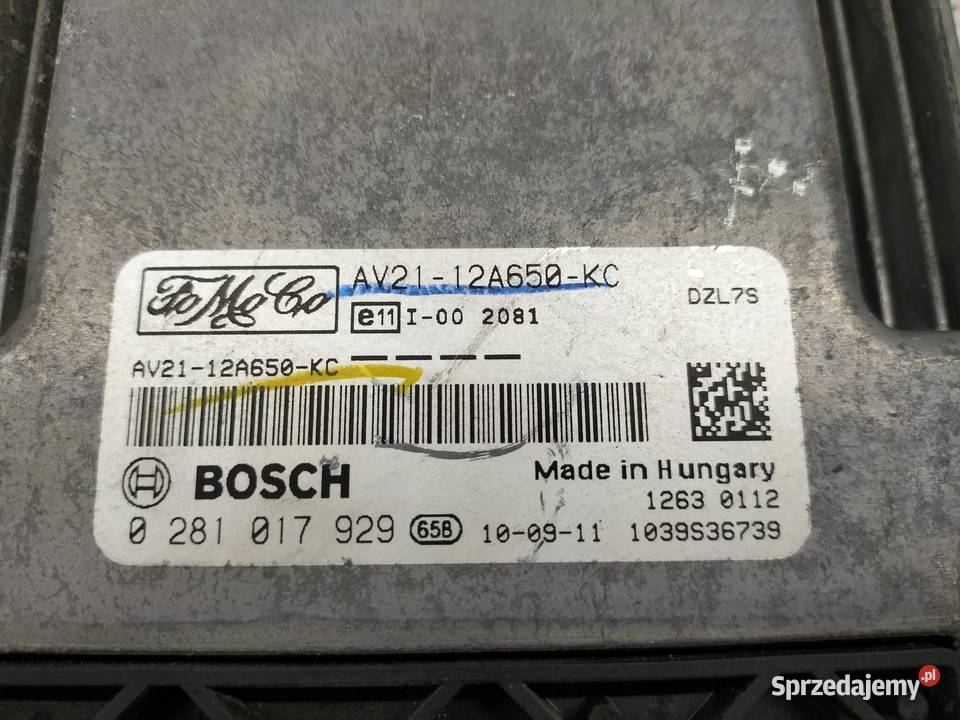 FoMoCo AV21-12A650-KC DZL7S
e11 I-00 2081
AV21-12A650-KC
BOSCH Made in Hungary
1263 0112
0 281 017 929 65B 10-09-11 1039S36739
Sprzedajemy.pl